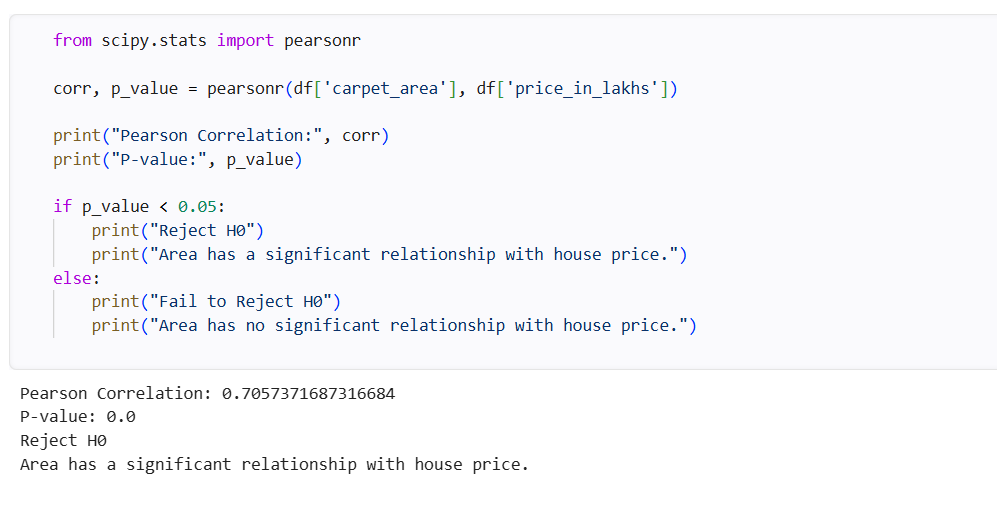 from scipy.stats import pearsonr
corr, p_value = pearsonr(df['carpet_area'], df['price_in_lakhs'])
print("Pearson Correlation:", corr)
print("P-value:", p_value)
if p_value < 0.05:
    print("Reject H0")
    print("Area has a significant relationship with house price.")
else:
    print("Fail to Reject H0")
    print("Area has no significant relationship with house price.")
Pearson Correlation: 0.7057371687316684
P-value: 0.0
Reject H0
Area has a significant relationship with house price.